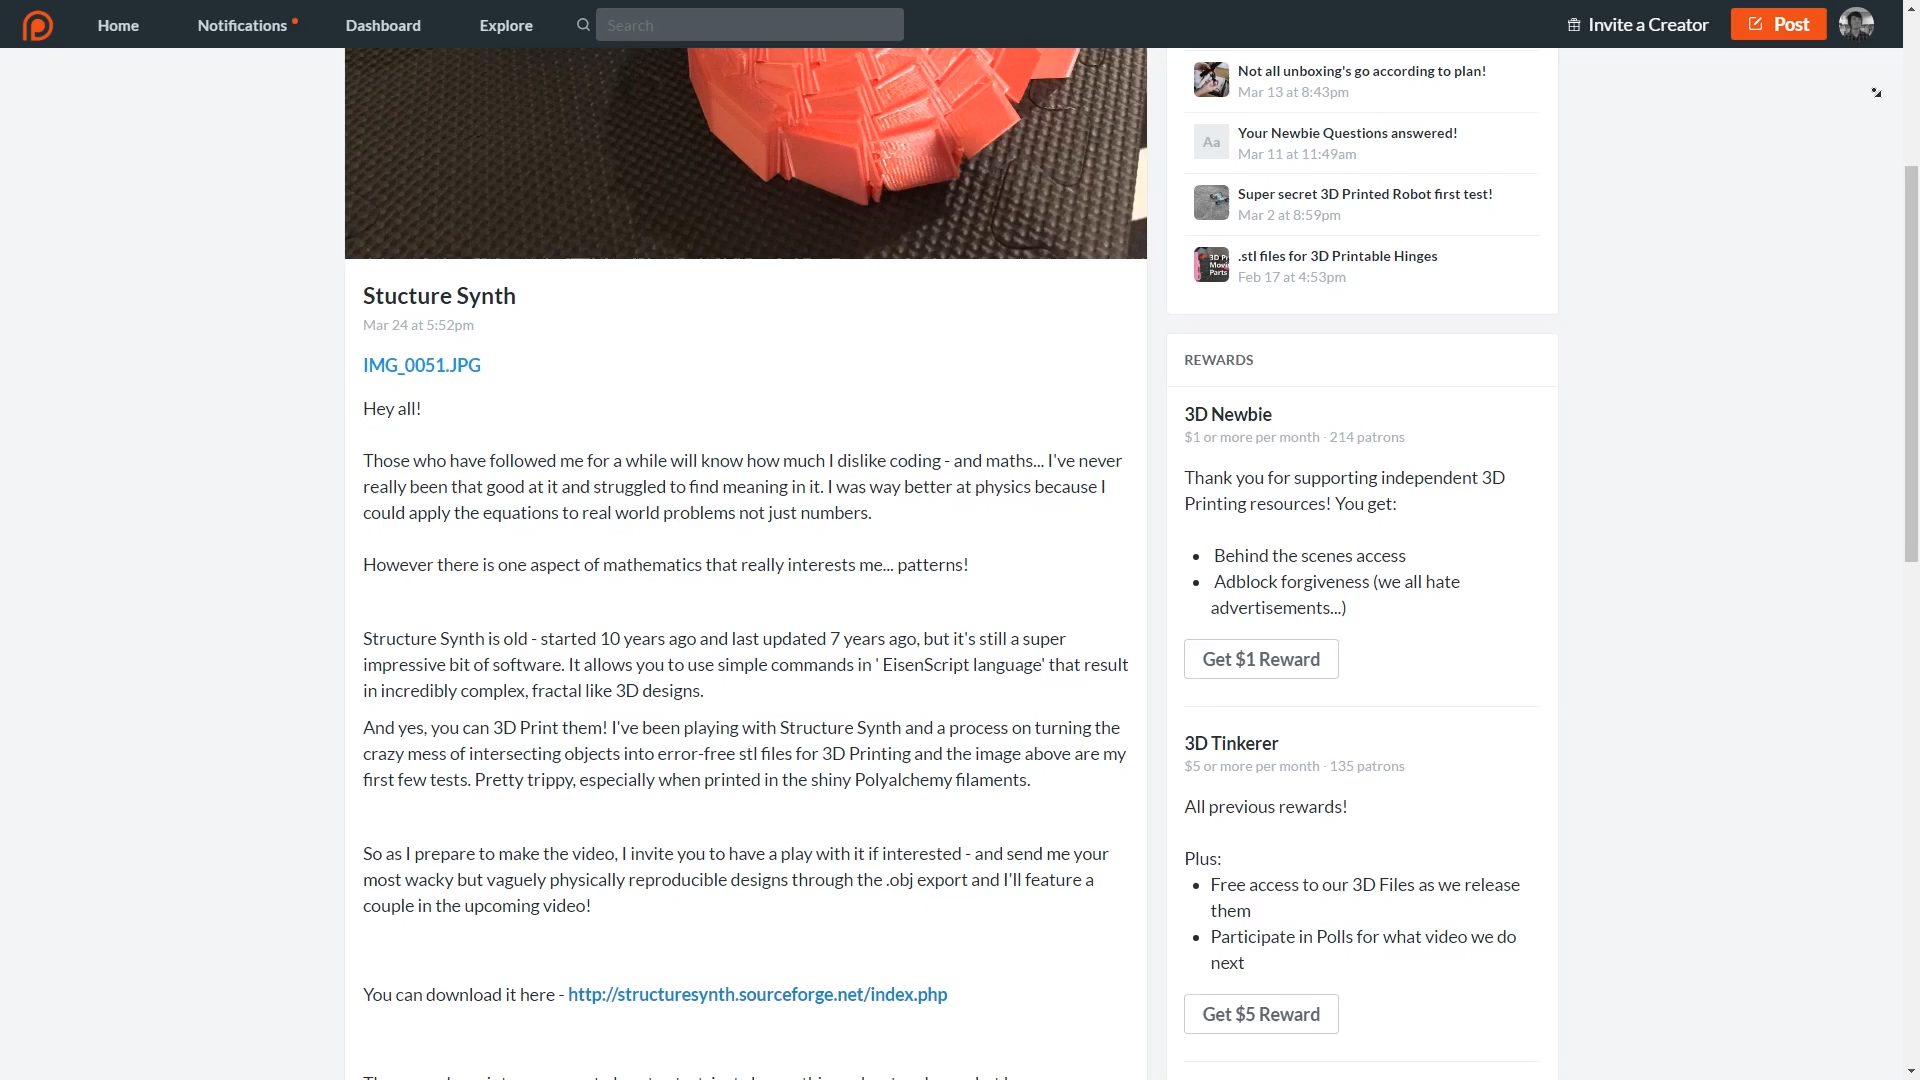 Home
Notifications
Dashboard
Explore
Search
Invite a Creator
Post
Not all unboxing's go according to plan!
Mar 13 at 8:43pm
Aa
Your Newbie Questions answered!
Mar 11 at 11:49am
Super secret 3D Printed Robot first test!
Mar 2 at 8:59pm
.stl files for 3D Printable Hinges
Feb 17 at 4:53pm
Stucture Synth
Mar 24 at 5:52pm
IMG_0051.JPG
Hey all!
Those who have followed me for a while will know how much I dislike coding - and maths... I've never
really been that good at it and struggled to find meaning in it. I was way better at physics because I
could apply the equations to real world problems not just numbers.
However there is one aspect of mathematics that really interests me... patterns!
Structure Synth is old - started 10 years ago and last updated 7 years ago, but it's still a super
impressive bit of software. It allows you to use simple commands in ' EisenScript language' that result
in incredibly complex, fractal like 3D designs.
And yes, you can 3D Print them! I've been playing with Structure Synth and a process on turning the
crazy mess of intersecting objects into error-free stl files for 3D Printing and the image above are my
first few tests. Pretty trippy, especially when printed in the shiny Polyalchemy filaments.
So as I prepare to make the video, I invite you to have a play with it if interested - and send me your
most wacky but vaguely physically reproducible designs through the .obj export and I'll feature a
couple in the upcoming video!
You can download it here - http://structuresynth.sourceforge.net/index.php
REWARDS
3D Newbie
$1 or more per month · 214 patrons
Thank you for supporting independent 3D
Printing resources! You get:
• Behind the scenes access
• Adblock forgiveness (we all hate
advertisements...)
Get $1 Reward
3D Tinkerer
$5 or more per month · 135 patrons
All previous rewards!
Plus:
• Free access to our 3D Files as we release
them
• Participate in Polls for what video we do
next
Get $5 Reward